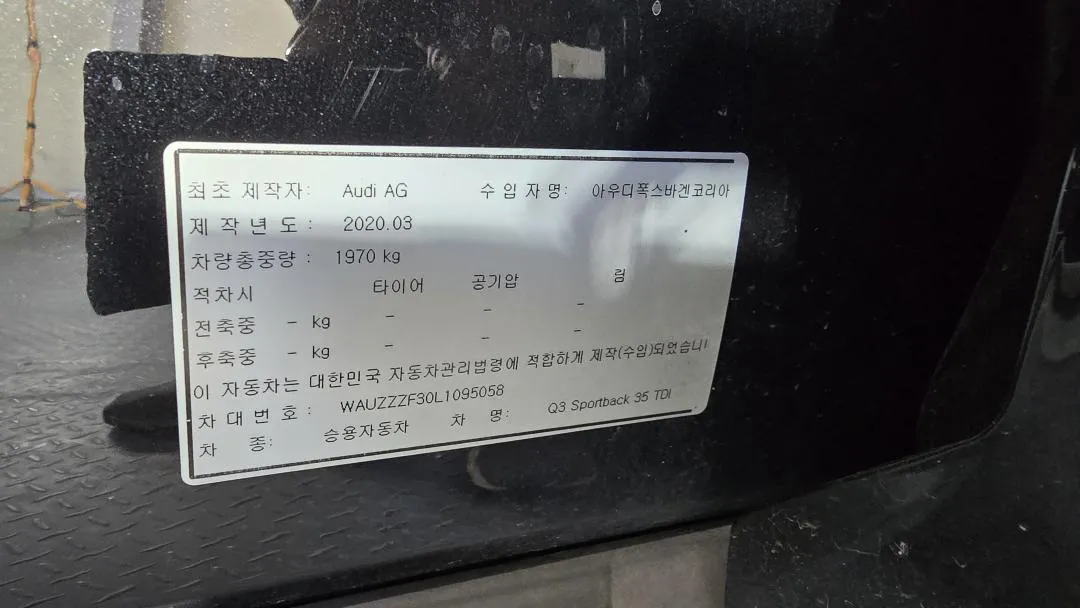 최초 제작자: Audi AG 수 입 자 명: 아우디폭스바겐코리아
제 작 년 도 : 2020.03
차량총중량 : 1970 kg
적차시 타이어 공기압 림
전축중 - kg - - -
후축중 - kg - - -
이 자동차는 대한민국 자동차관리법령에 적합하게 제작(수입)되었습니
차 대 번 호 : WAUZZZF30L1095058
차 종: 승용자동차 차 명: Q3 Sportback 35 TDI